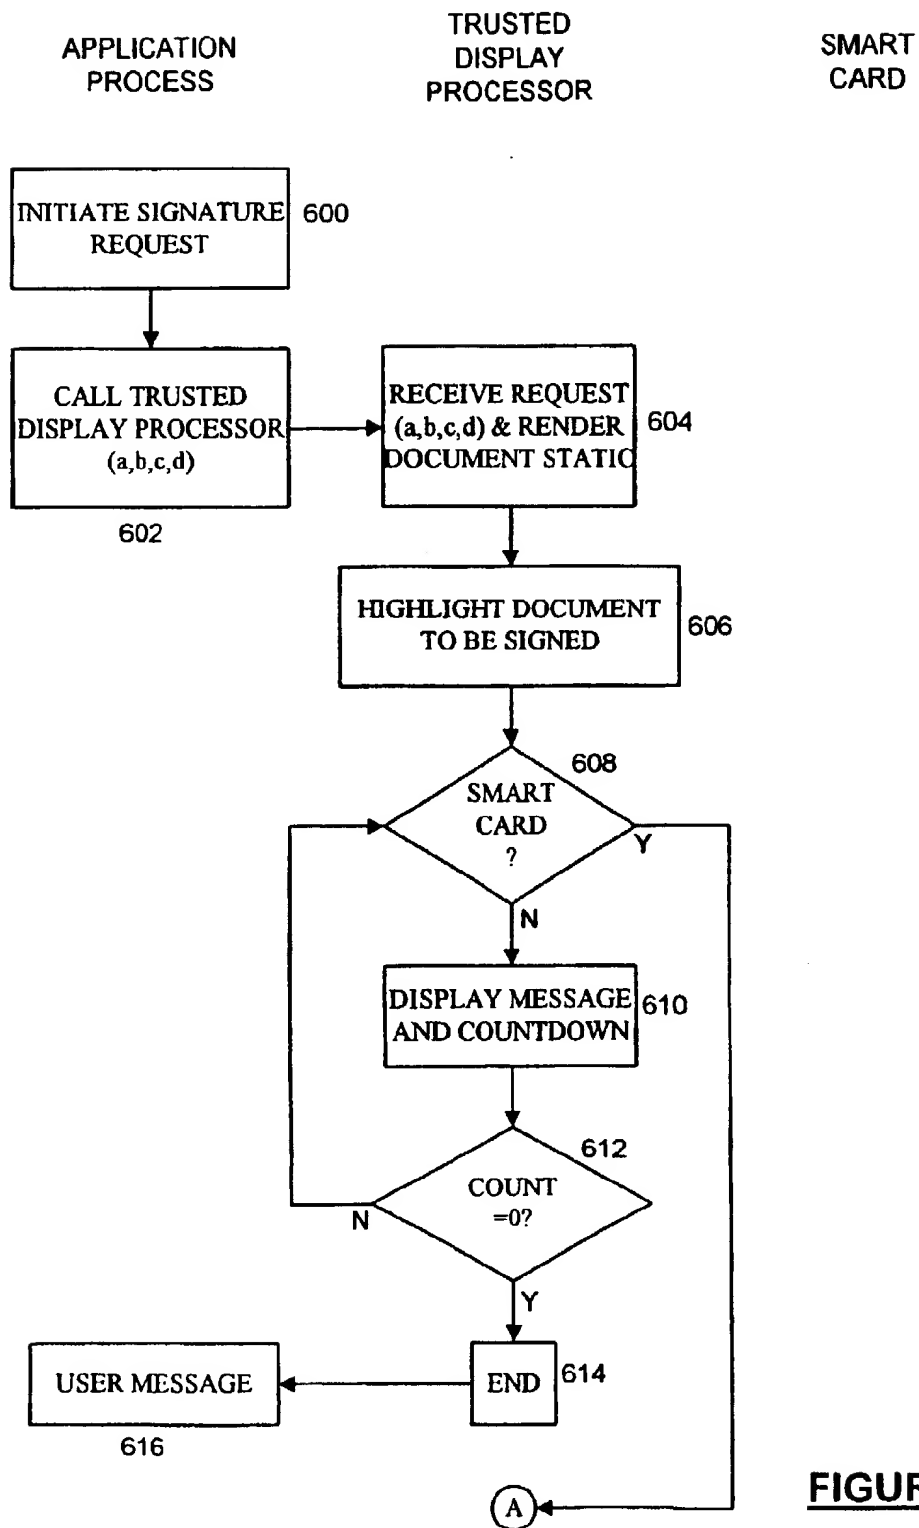 APPLICATION
PROCESS
TRUSTED
DISPLAY
PROCESSOR
SMART
CARD
INITIATE SIGNATURE
REQUEST
600
CALL TRUSTED
DISPLAY PROCESSOR
(a,b,c,d)
602
RECEIVE REQUEST
(a,b,c,d) & RENDER
DOCUMENT STATIC
604
HIGHLIGHT DOCUMENT
TO BE SIGNED
606
608
SMART
CARD
?
Y
N
DISPLAY MESSAGE
AND COUNTDOWN
610
612
COUNT
=0?
N
Y
USER MESSAGE
616
END
614
A
FIGUR